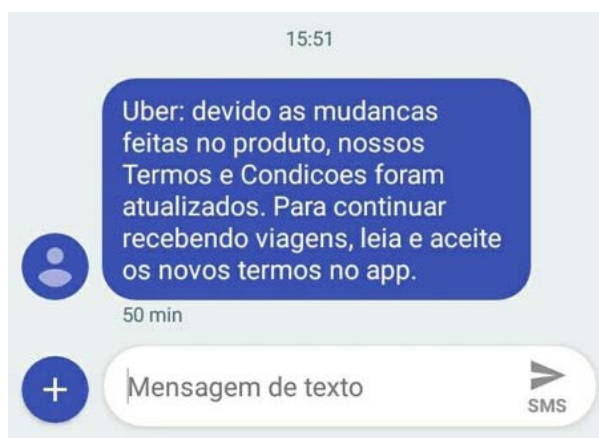 15:51
Uber: devido as mudancas
feitas no produto, nossos
Termos e Condicoes foram
atualizados. Para continuar
recebendo viagens, leia e aceite
os novos termos no app.
50 min
Mensagem de texto
SMS